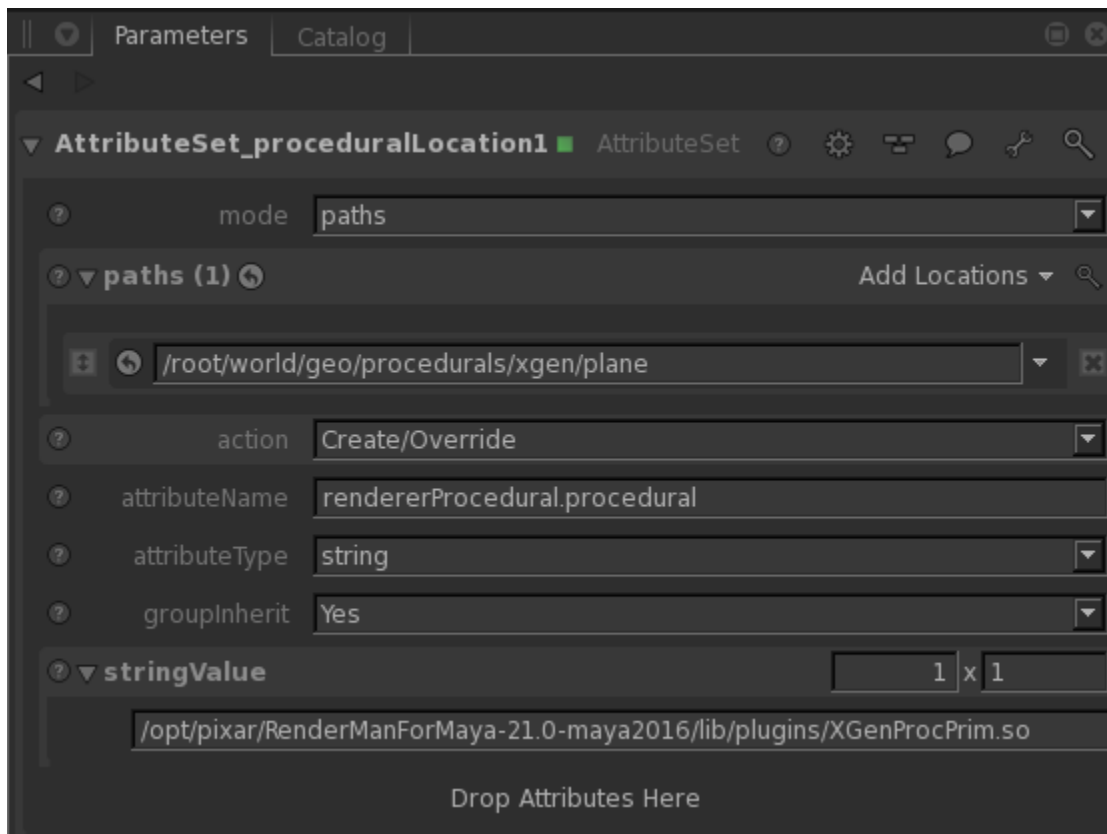 Parameters Catalog
AttributeSet_proceduralLocation1 AttributeSet
mode paths
paths (1) Add Locations
/root/world/geo/procedurals/xgen/plane
action Create/Override
attributeName rendererProcedural.procedural
attributeType string
groupInherit Yes
stringValue 1 x 1
/opt/pixar/RenderManForMaya-21.0-maya2016/lib/plugins/XGenProcPrim.so
Drop Attributes Here